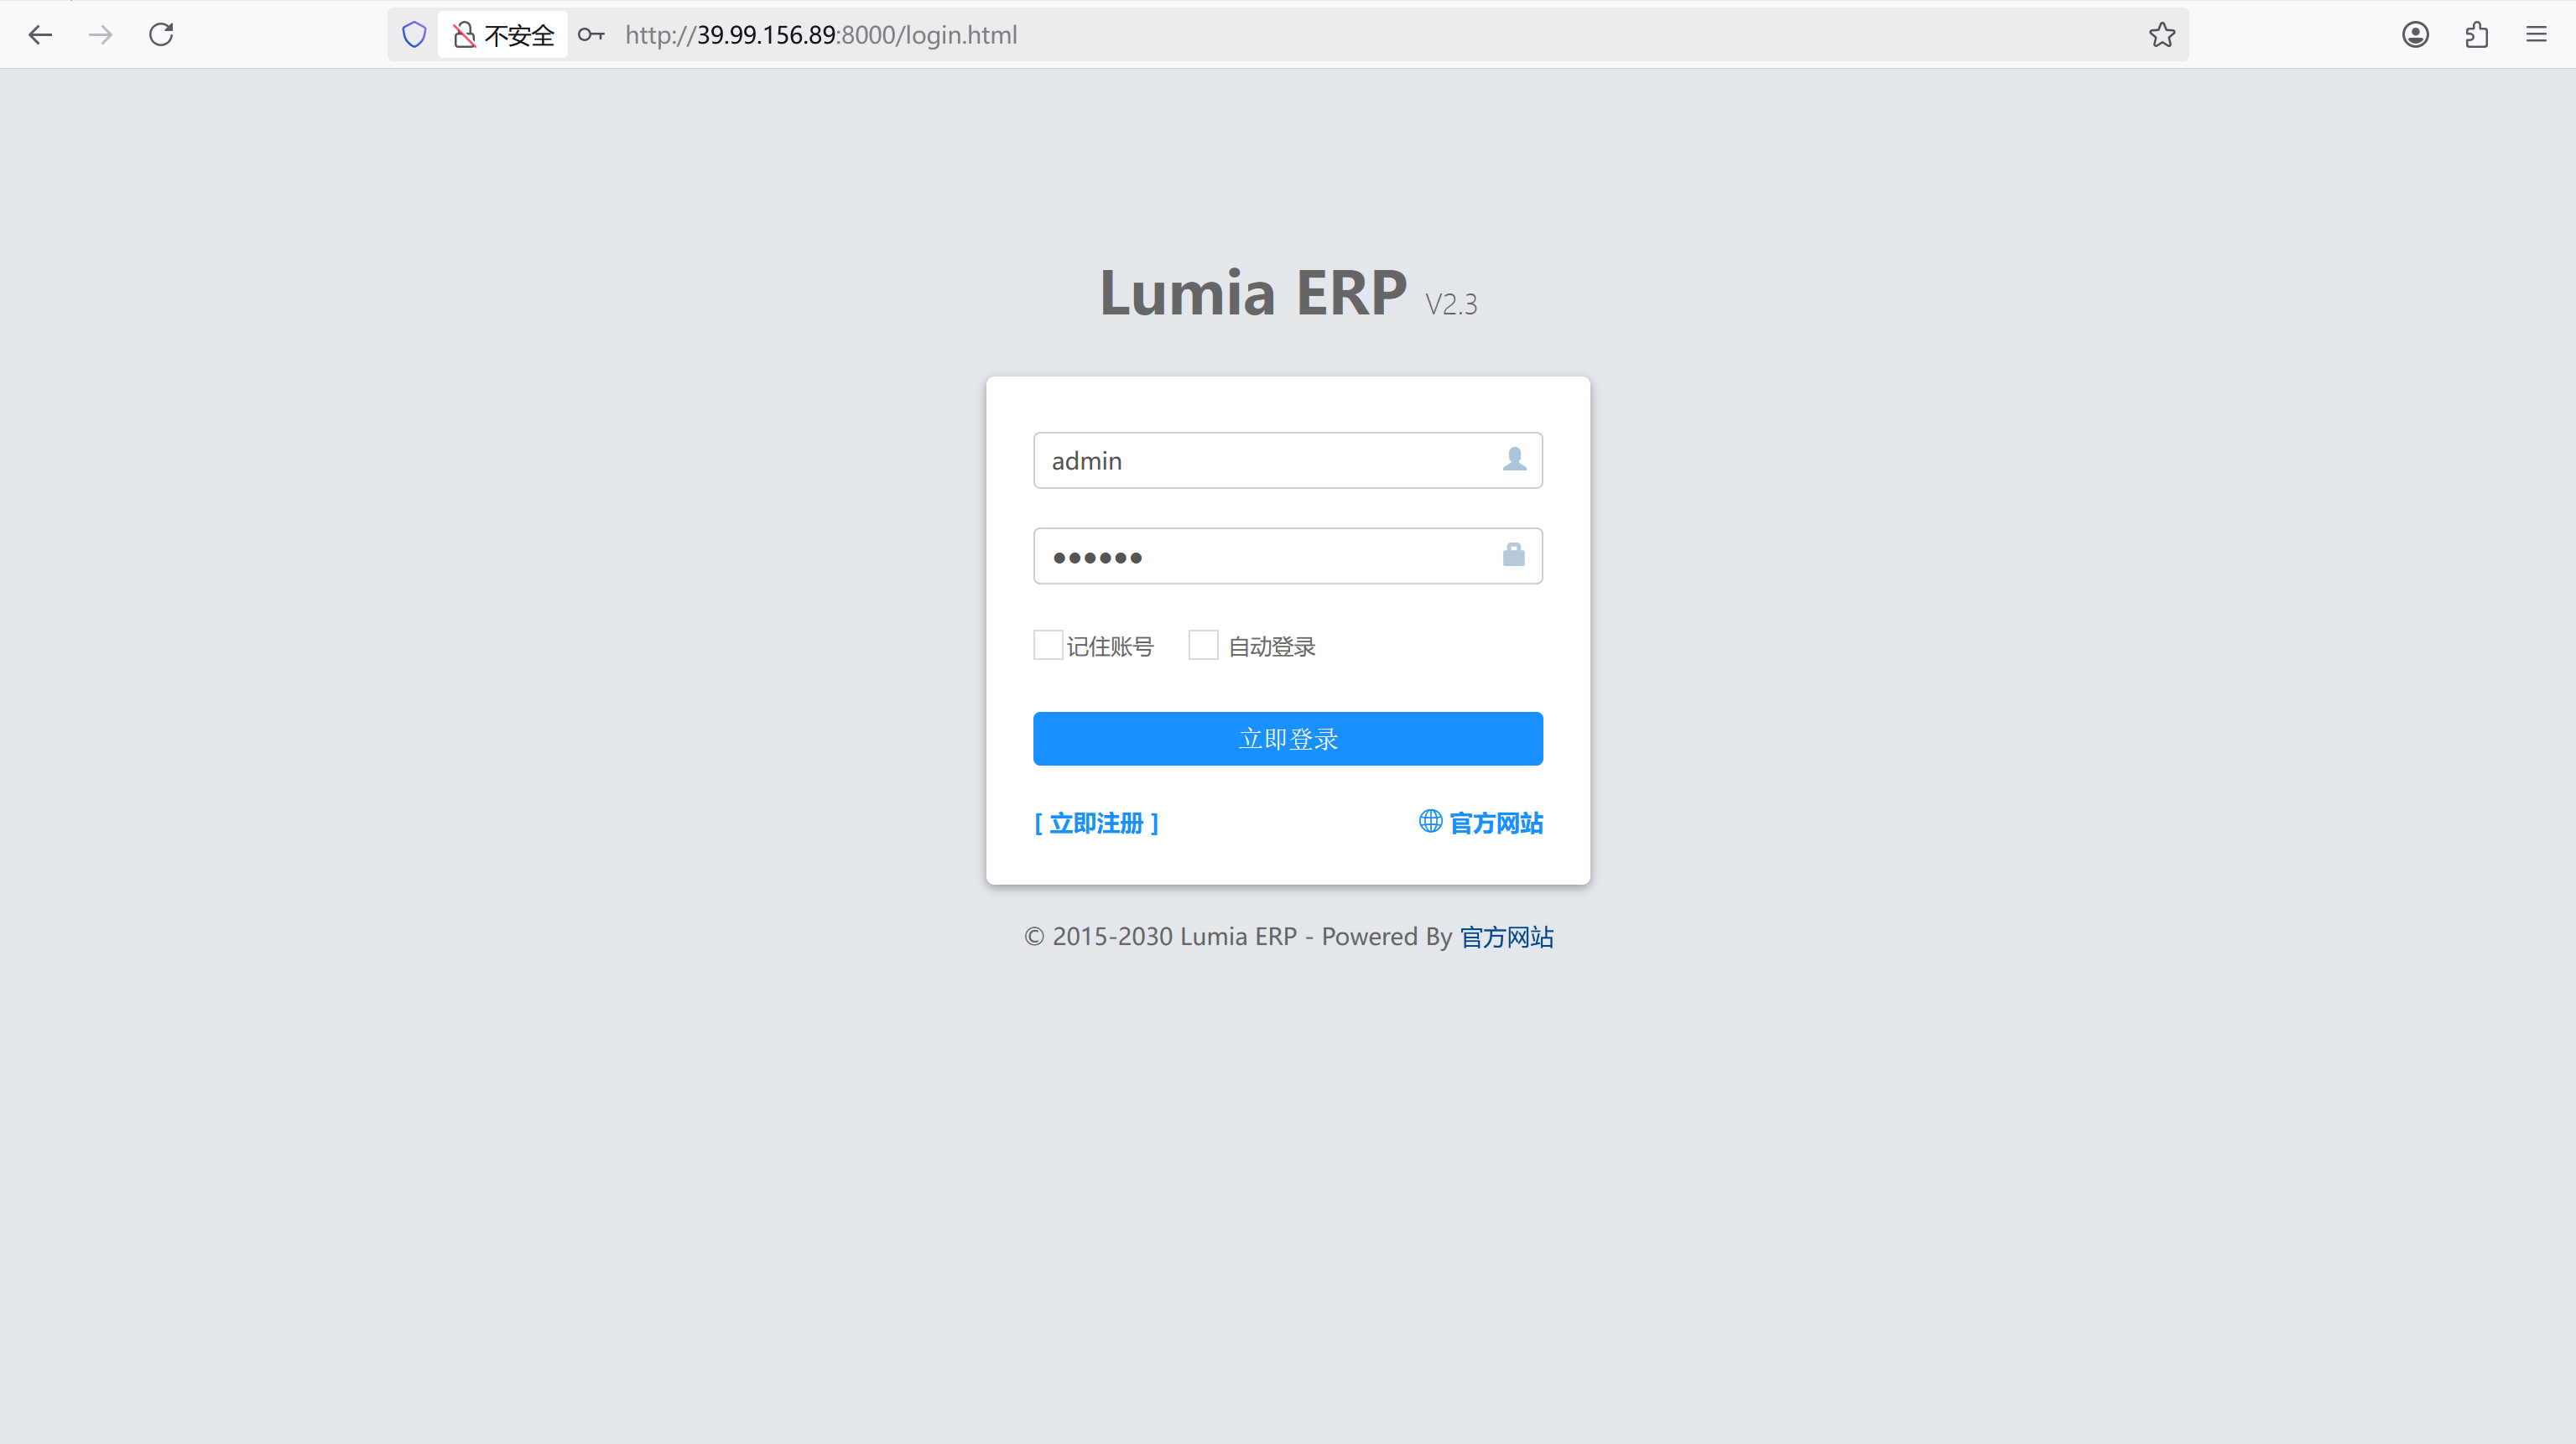 不安全 http://39.99.156.89:8000/login.html
Lumia ERP V2.3
admin
••••••
记住账号 自动登录
立即登录
[ 立即注册 ] 官方网站
© 2015-2030 Lumia ERP - Powered By 官方网站